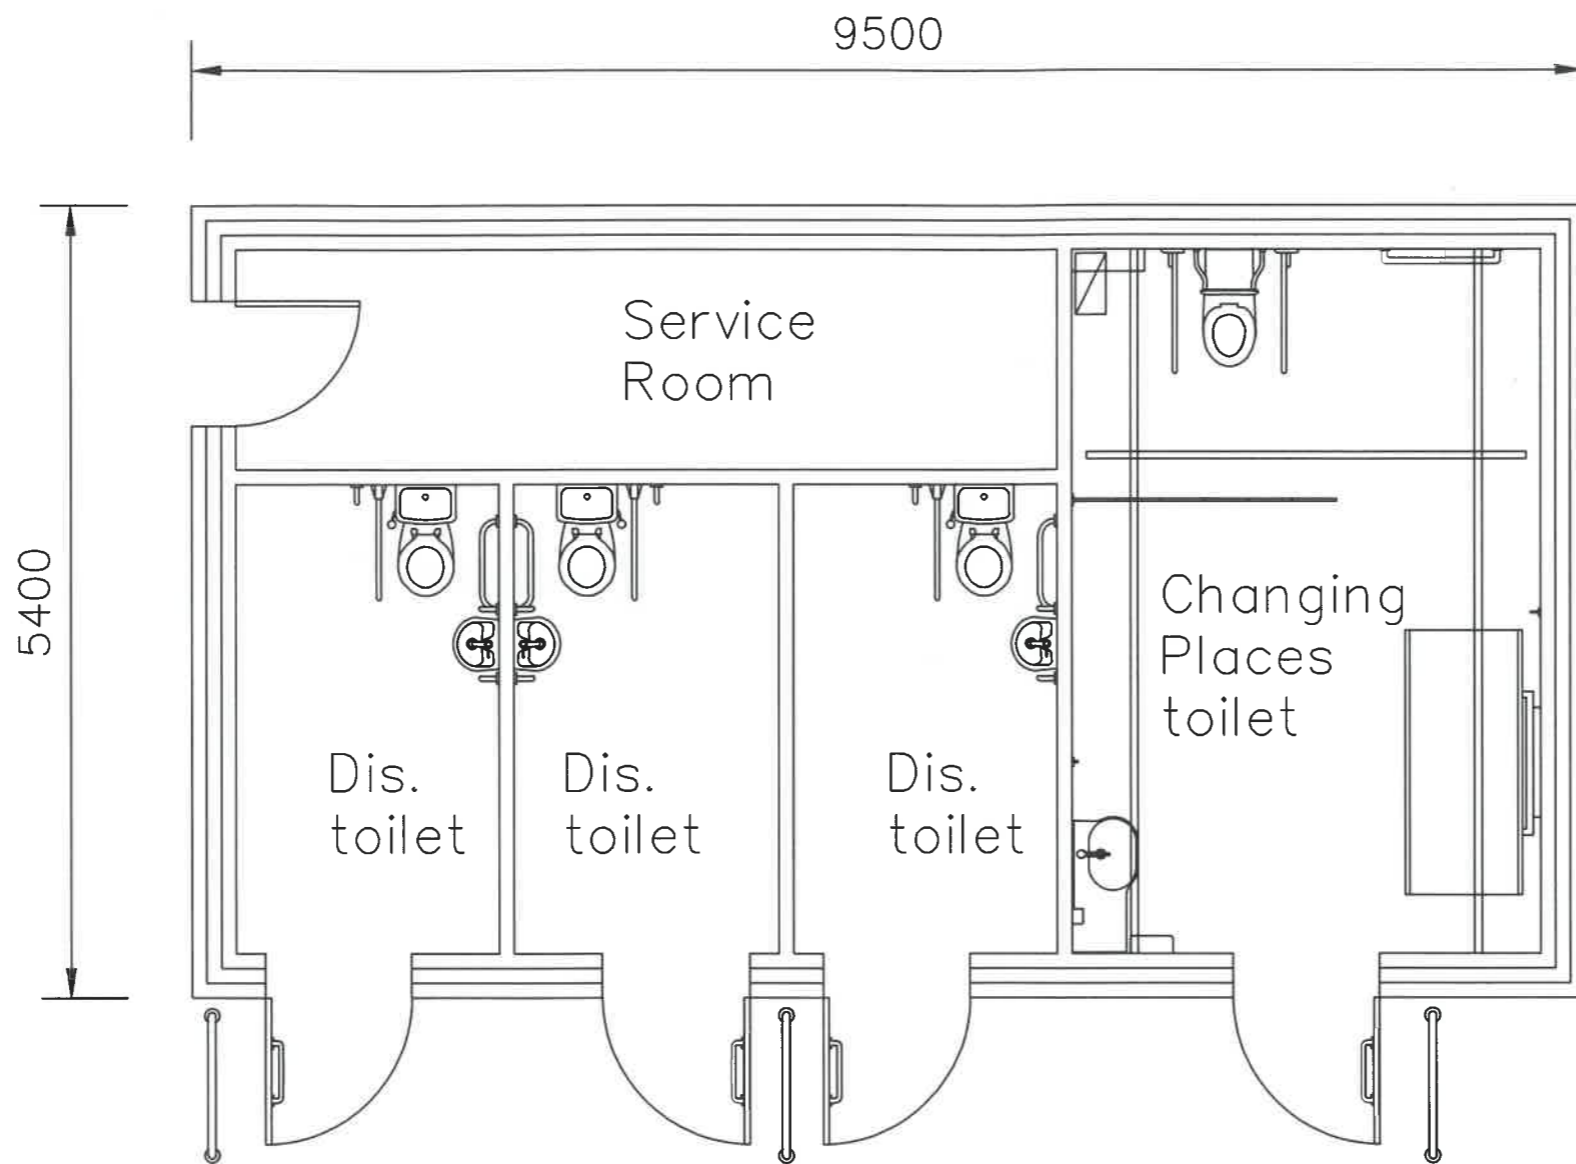 9500
Service
Room
5400
Changing
Places
toilet
Dis.
toilet
Dis.
toilet
Dis.
toilet